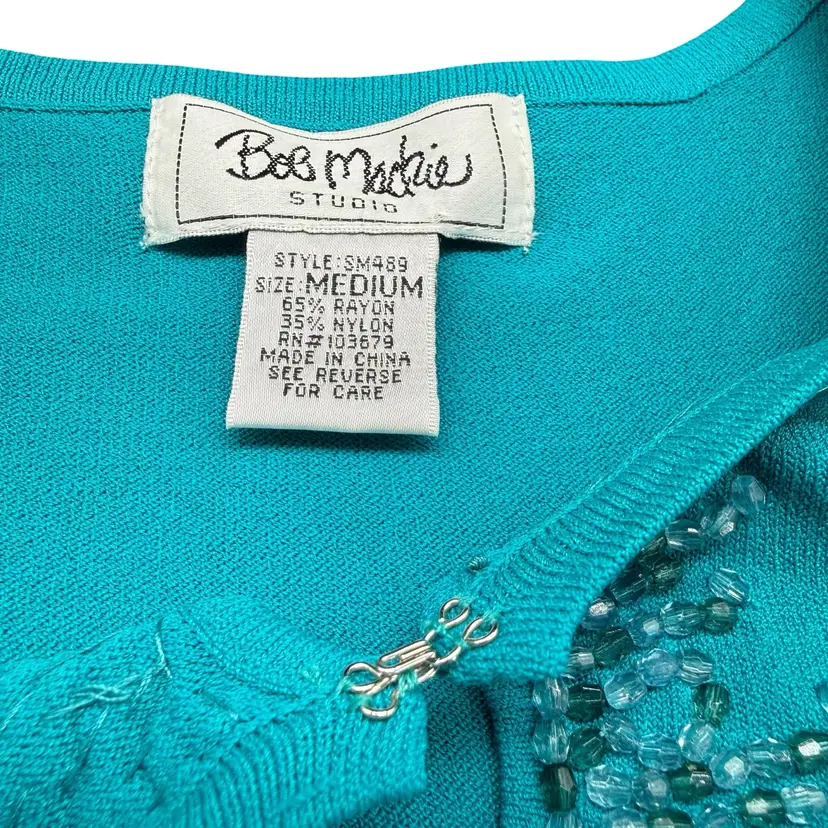 Bob Mackie
STUDIO
STYLE:SM489
SIZE:MEDIUM
65% RAYON
35% NYLON
RN#103679
MADE IN CHINA
SEE REVERSE
FOR CARE